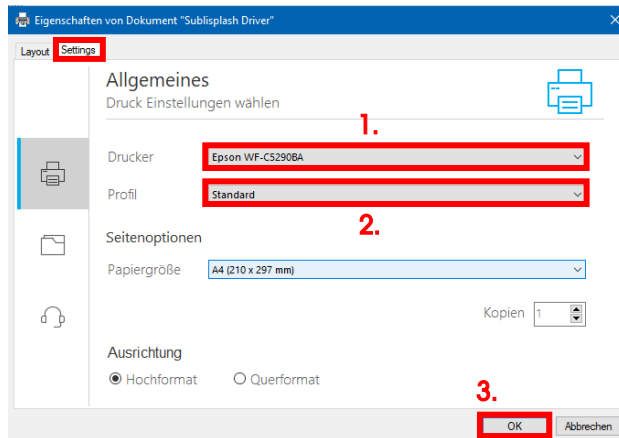 Eigenschaften von Dokument "Sublisplash Driver"
Layout Settings
Allgemeines
Druck Einstellungen wählen
1.
Drucker Epson WF-C5290BA
Profil Standard
2.
Seitenoptionen
Papiergröße A4 (210 x 297 mm)
Kopien 1
Ausrichtung
Hochformat Querformat
3.
OK Abbrechen